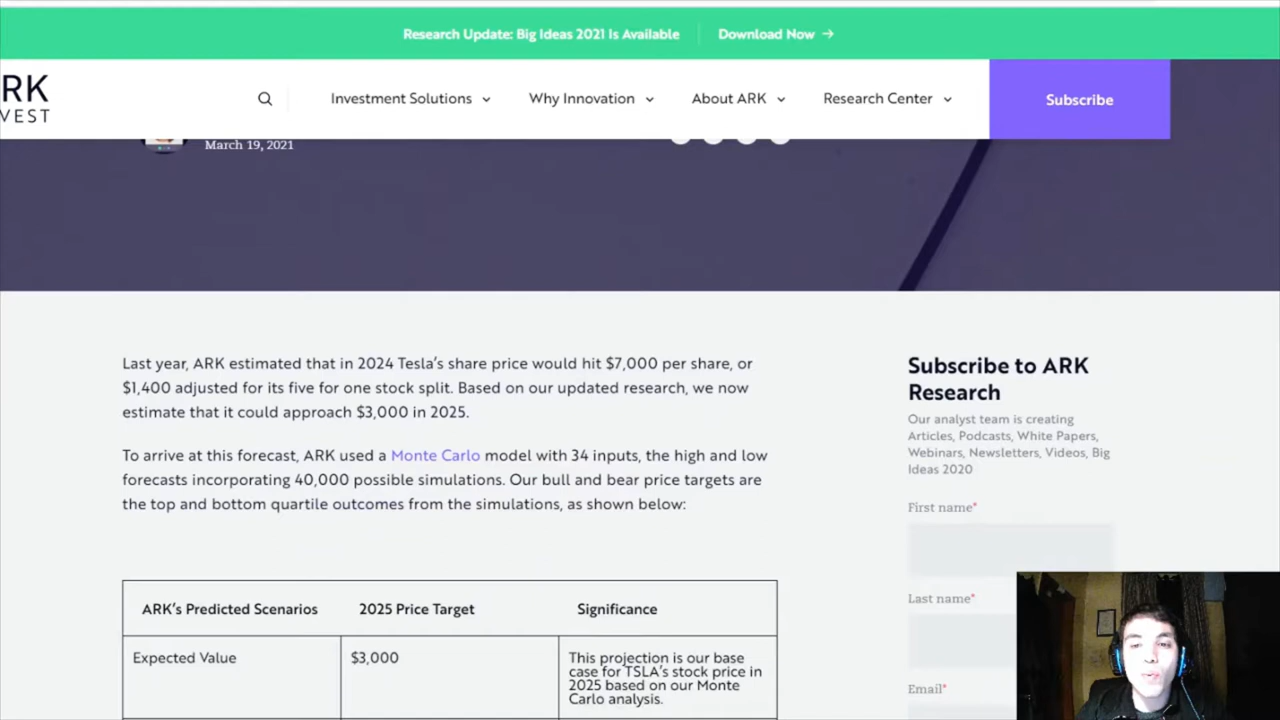 Research Update: Big Ideas 2021 Is Available
Download Now →
RK
VEST
Investment Solutions
Why Innovation
About ARK
Research Center
Subscribe
March 19, 2021
Last year, ARK estimated that in 2024 Tesla’s share price would hit $7,000 per share, or
$1,400 adjusted for its five for one stock split. Based on our updated research, we now
estimate that it could approach $3,000 in 2025.
To arrive at this forecast, ARK used a Monte Carlo model with 34 inputs, the high and low
forecasts incorporating 40,000 possible simulations. Our bull and bear price targets are
the top and bottom quartile outcomes from the simulations, as shown below:
ARK’s Predicted Scenarios
2025 Price Target
Significance
Expected Value
$3,000
This projection is our base
case for TSLA’s stock price in
2025 based on our Monte
Carlo analysis.
Subscribe to ARK
Research
Our analyst team is creating
Articles, Podcasts, White Papers,
Webinars, Newsletters, Videos, Big
Ideas 2020
First name*
Last name*
Email*